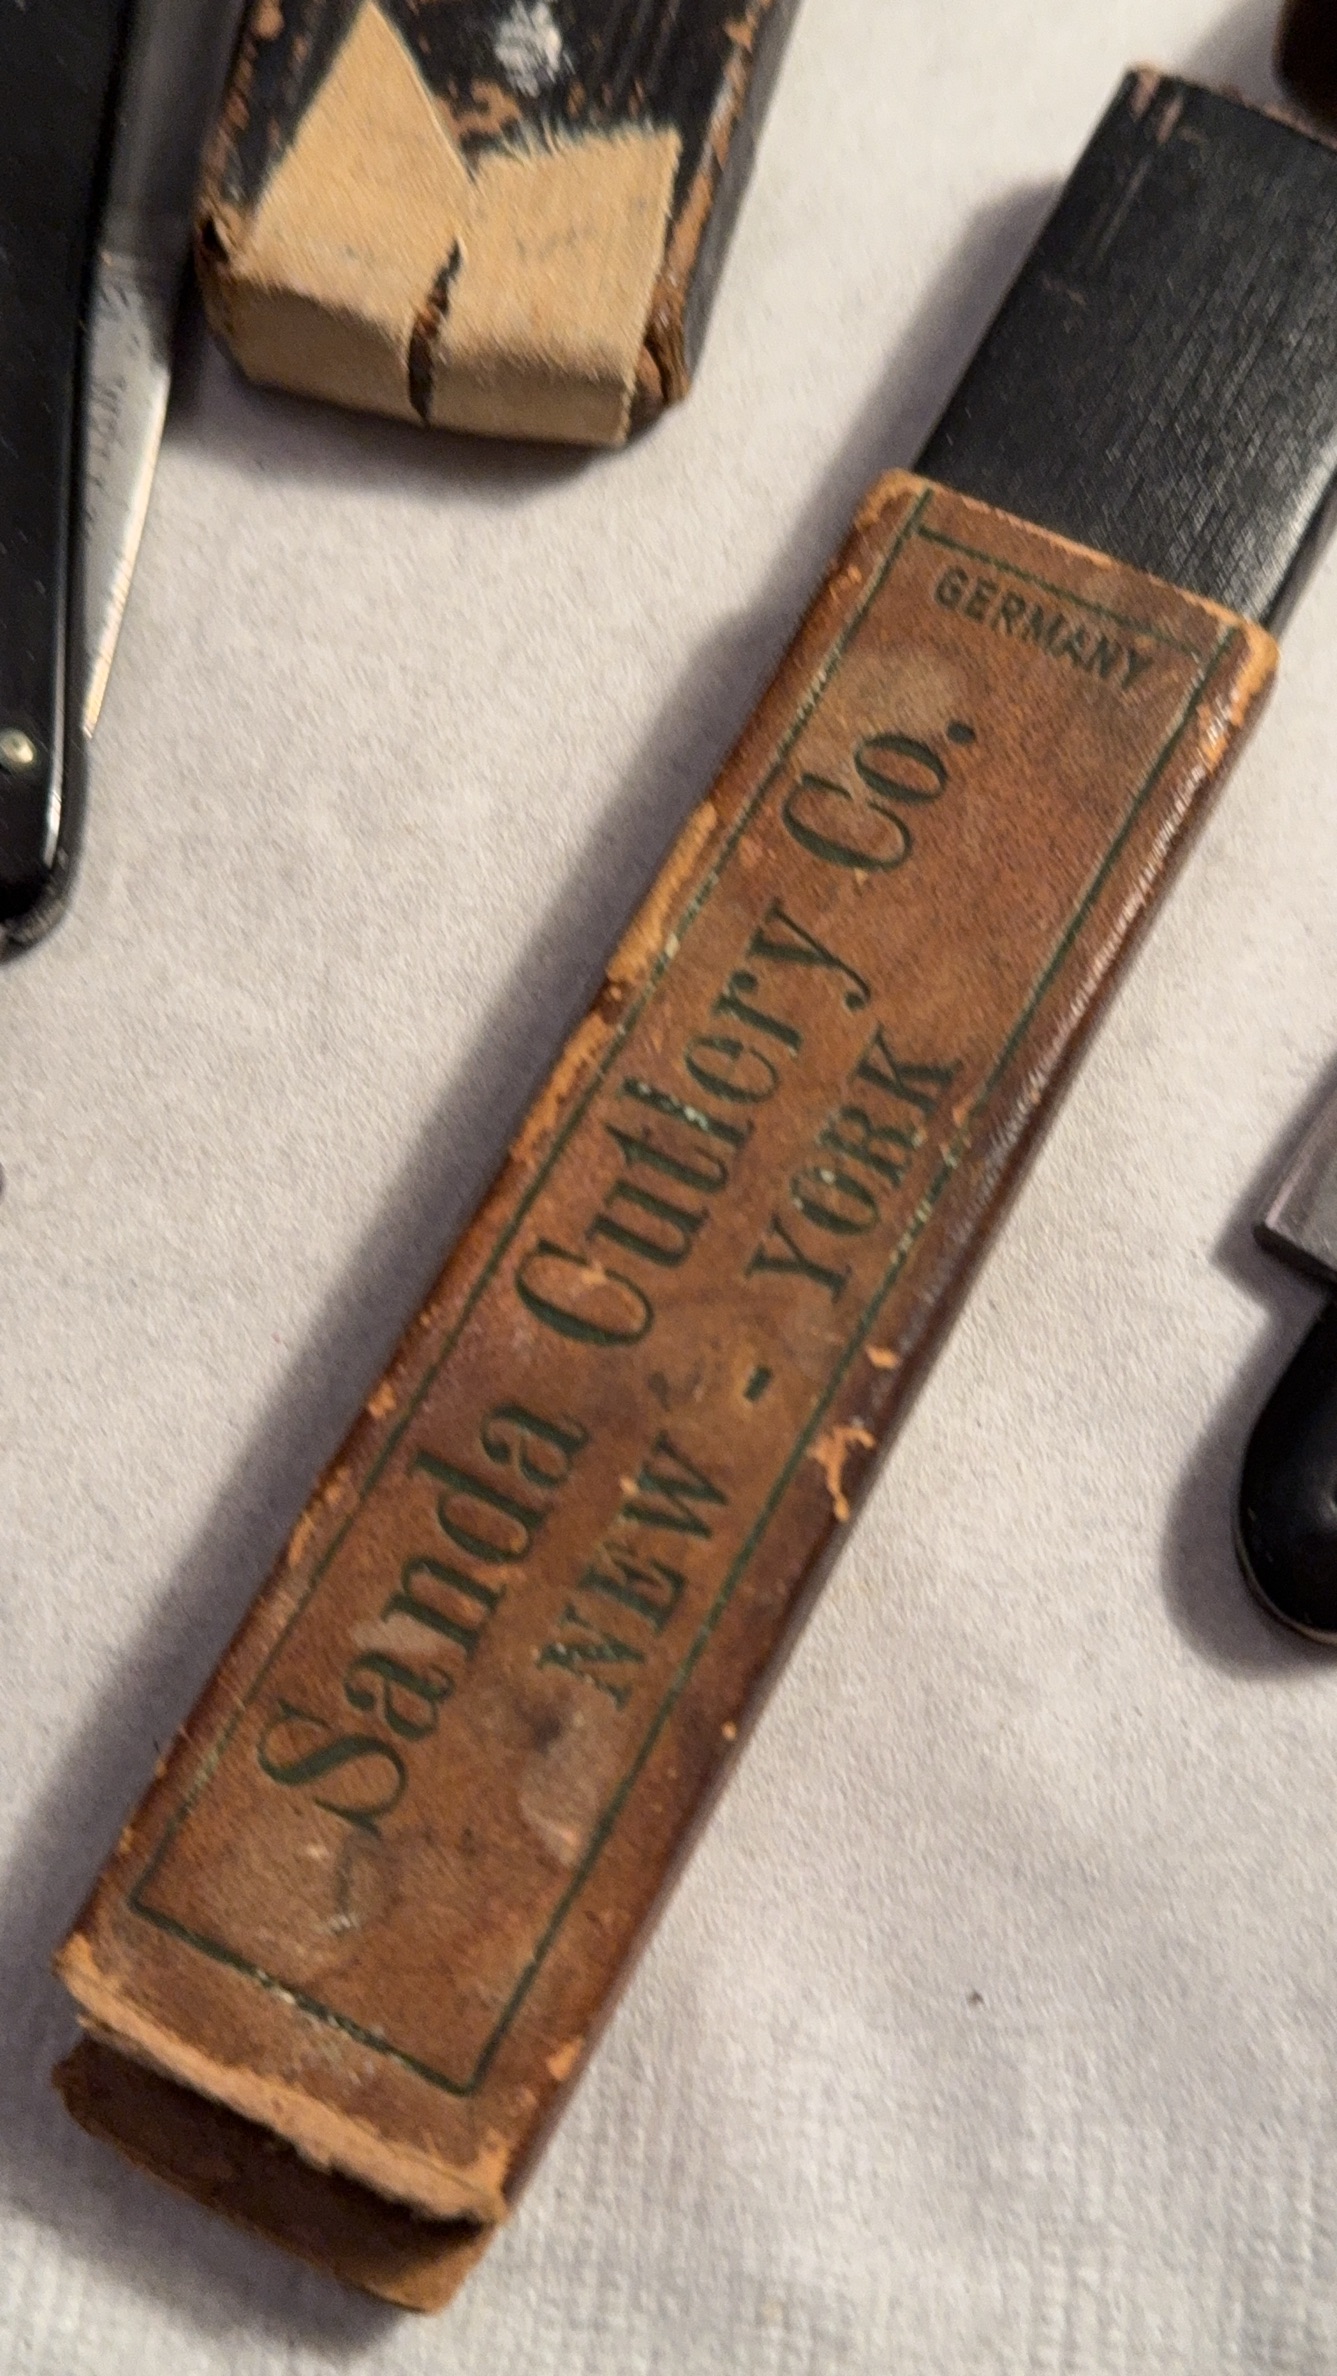 GERMANY
Sanda Cutlery Co.
NEW - YORK